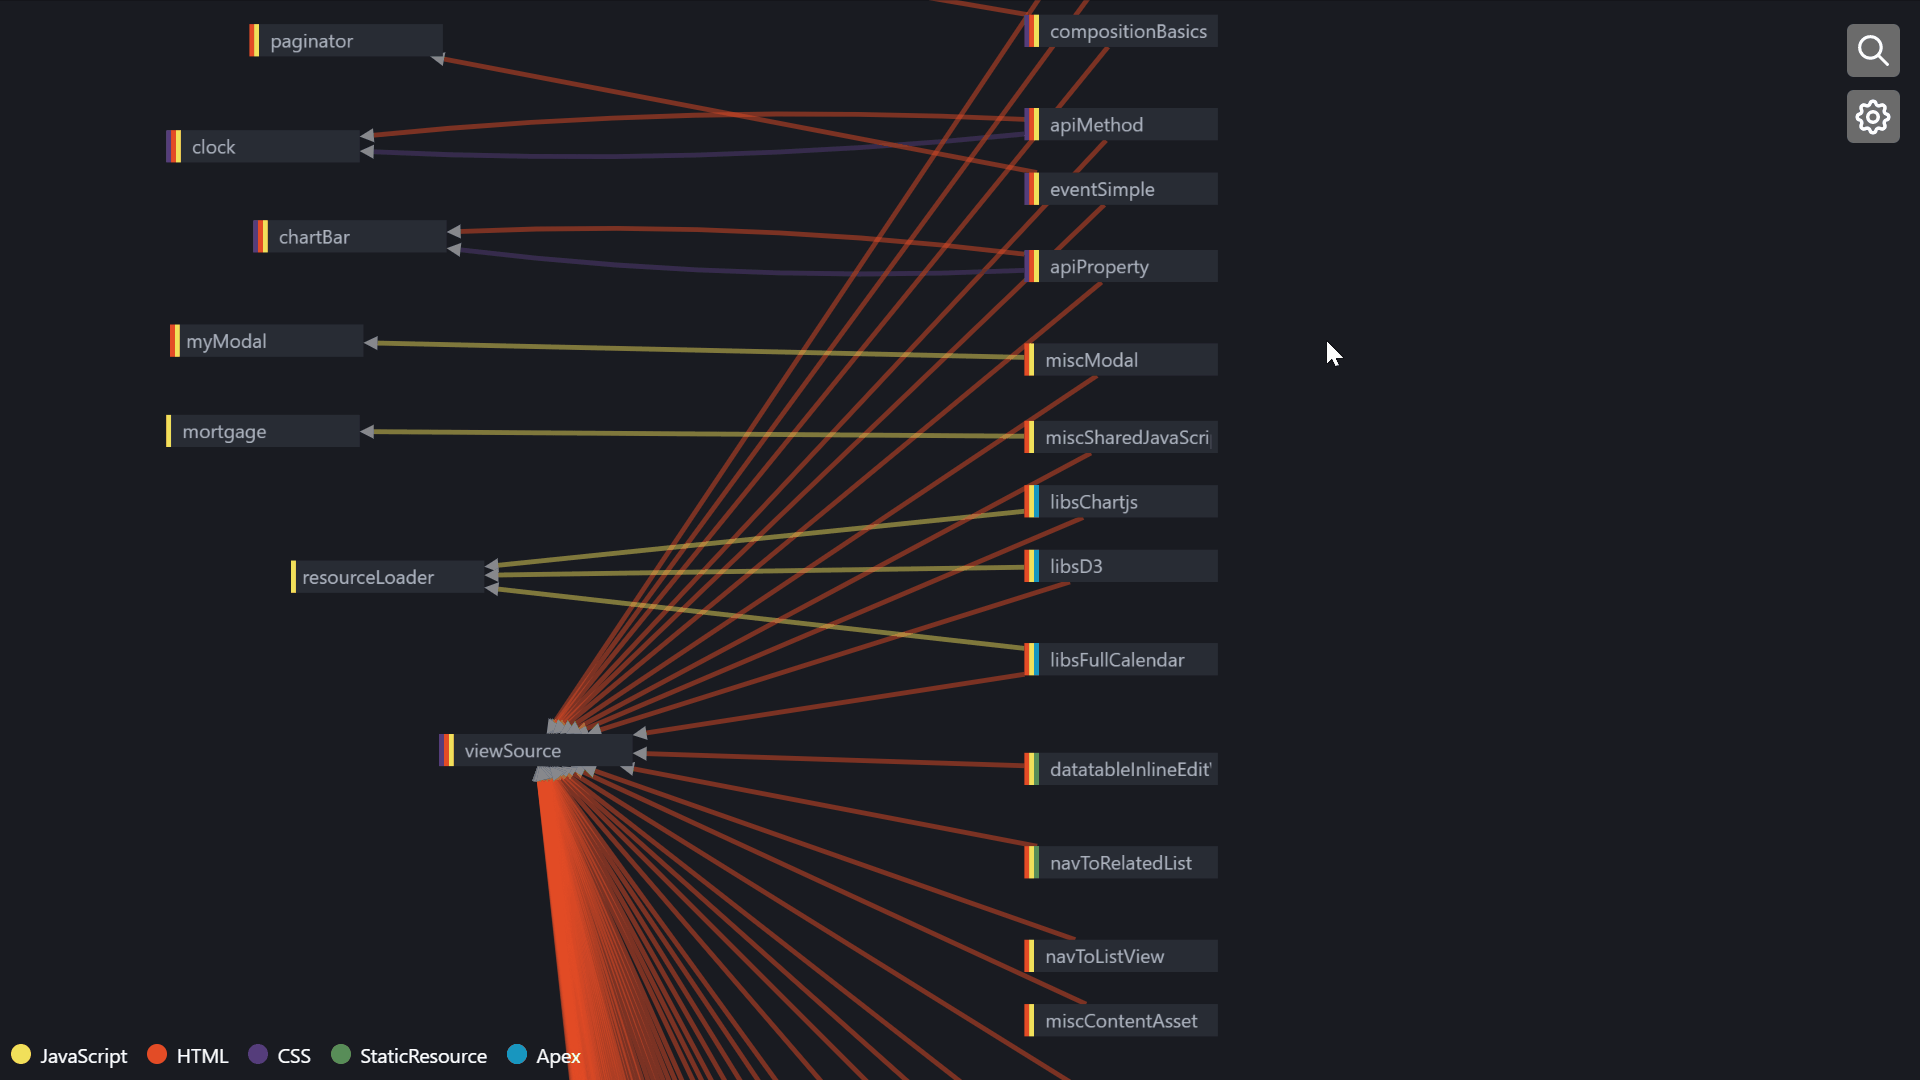 paginator
clock
chartBar
myModal
mortgage
resourceLoader
viewSource
compositionBasics
apiMethod
eventSimple
apiProperty
miscModal
miscSharedJavaScri
libsChartjs
libsD3
libsFullCalendar
datatableInlineEdit
navToRelatedList
navToListView
miscContentAsset
JavaScript HTML CSS StaticResource Apex